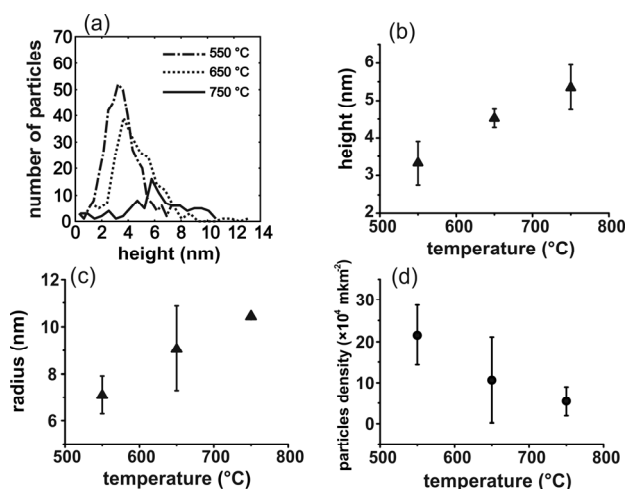 (a)
number of particles
70
60
50
40
30
20
10
0
0 2 4 6 8 10 12 14
height (nm)
550 °C
650 °C
750 °C
(b)
height (nm)
6
5
4
3
2
500 600 700 800
temperature (°C)
(c)
radius (nm)
12
10
8
6
500 600 700 800
temperature (°C)
(d)
particles density (×10⁴ mkm²)
30
20
10
0
500 600 700 800
temperature (°C)